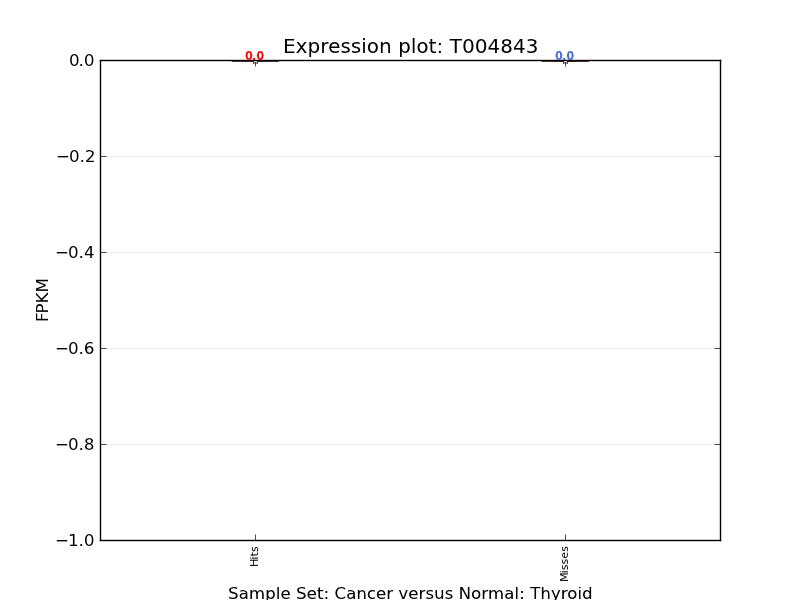 Expression plot: T004843
0.0
0.0
0.0
−0.2
−0.4
−0.6
−0.8
−1.0
FPKM
Hits
Misses
Sample Set: Cancer versus Normal: Thyroid